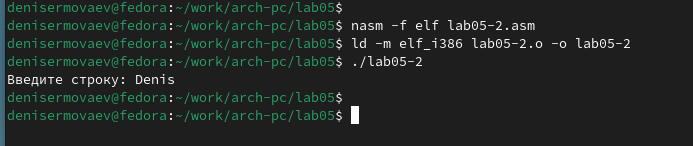 denisermovaev@fedora:~/work/arch-pc/lab05$
denisermovaev@fedora:~/work/arch-pc/lab05$ nasm -f elf lab05-2.asm
denisermovaev@fedora:~/work/arch-pc/lab05$ ld -m elf_i386 lab05-2.o -o lab05-2
denisermovaev@fedora:~/work/arch-pc/lab05$ ./lab05-2
Введите строку: Denis
denisermovaev@fedora:~/work/arch-pc/lab05$
denisermovaev@fedora:~/work/arch-pc/lab05$